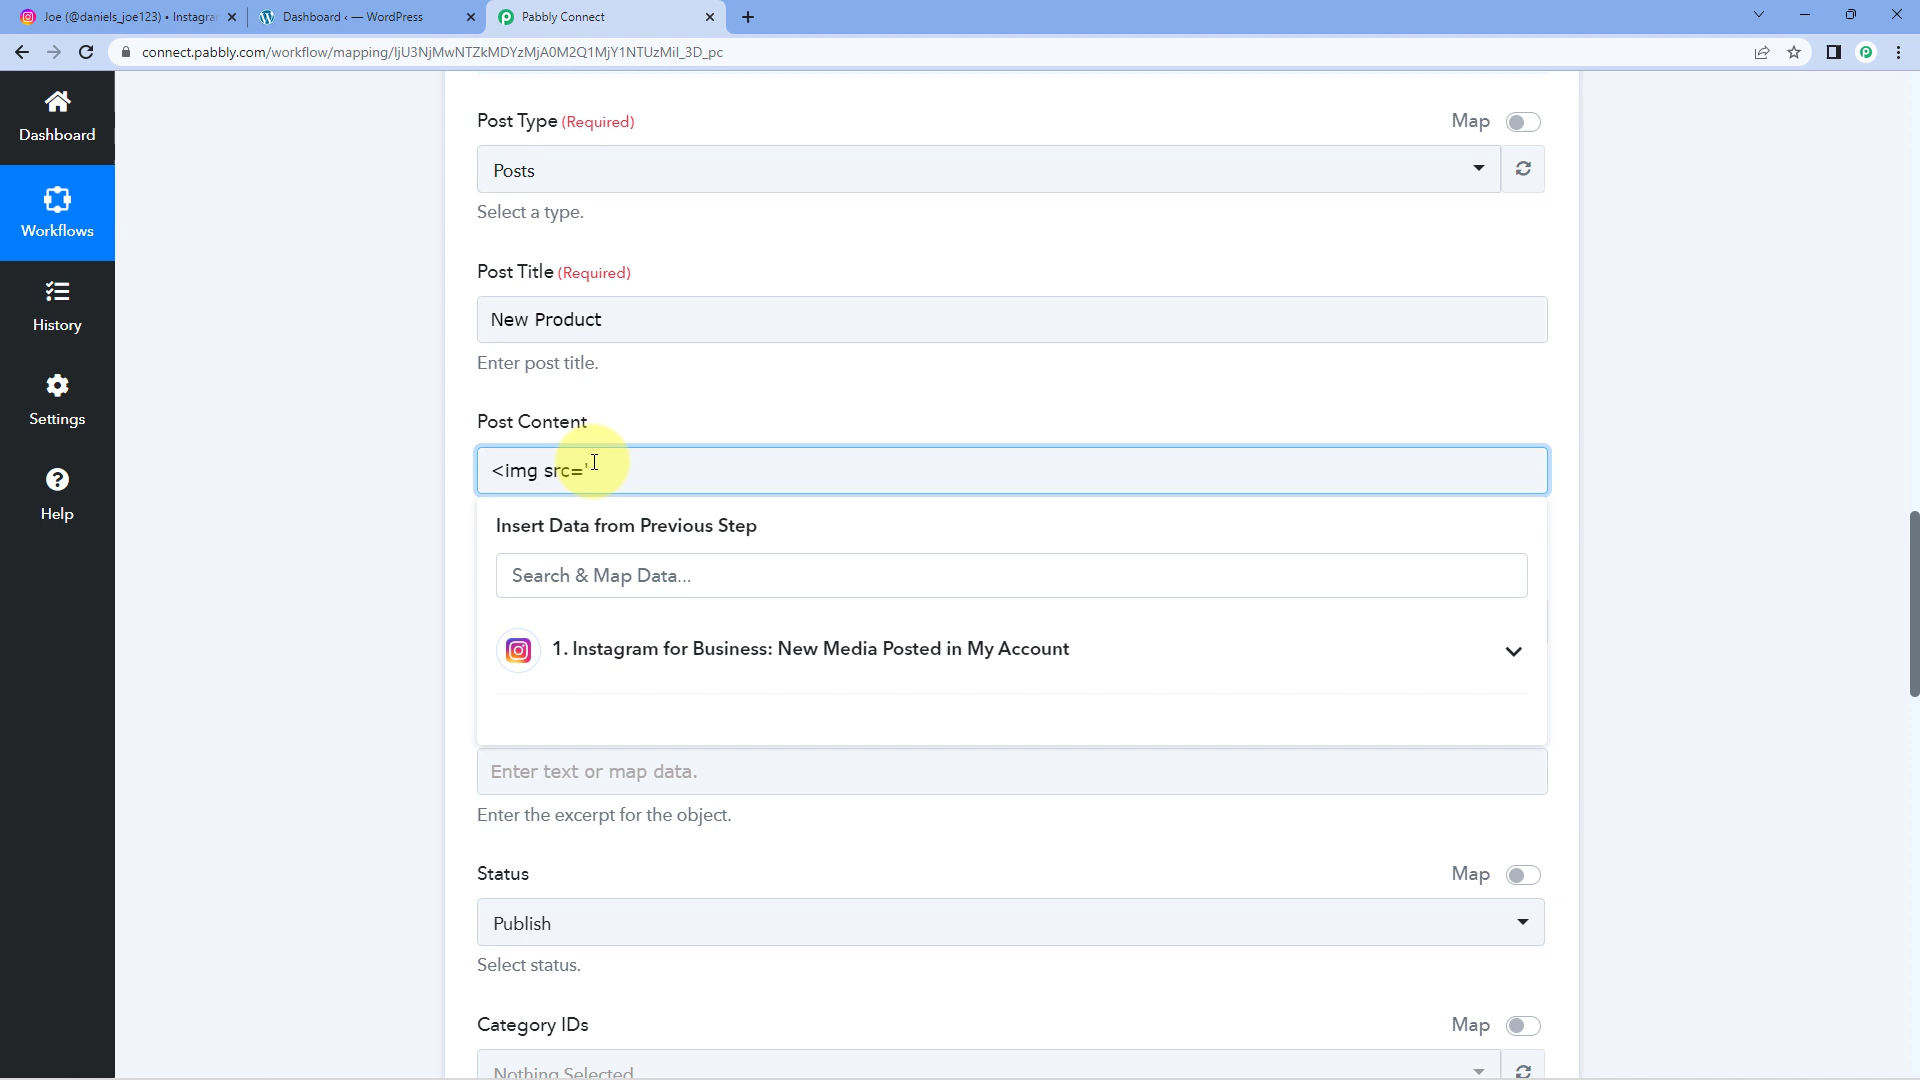 Joe (@daniels_joe123) • Instagra
Dashboard ‹ — WordPress
Pabbly Connect
connect.pabbly.com/workflow/mapping/IjU3NjMwNTZkMDYzMjA0M2Q1MjY1NTUzMiI_3D_pc
Dashboard
Workflows
History
Settings
Help
Post Type (Required)
Map
Posts
Select a type.
Post Title (Required)
New Product
Enter post title.
Post Content
<img src='
Insert Data from Previous Step
Search & Map Data...
1. Instagram for Business: New Media Posted in My Account
Enter text or map data.
Enter the excerpt for the object.
Status
Map
Publish
Select status.
Category IDs
Map
Nothing Selected